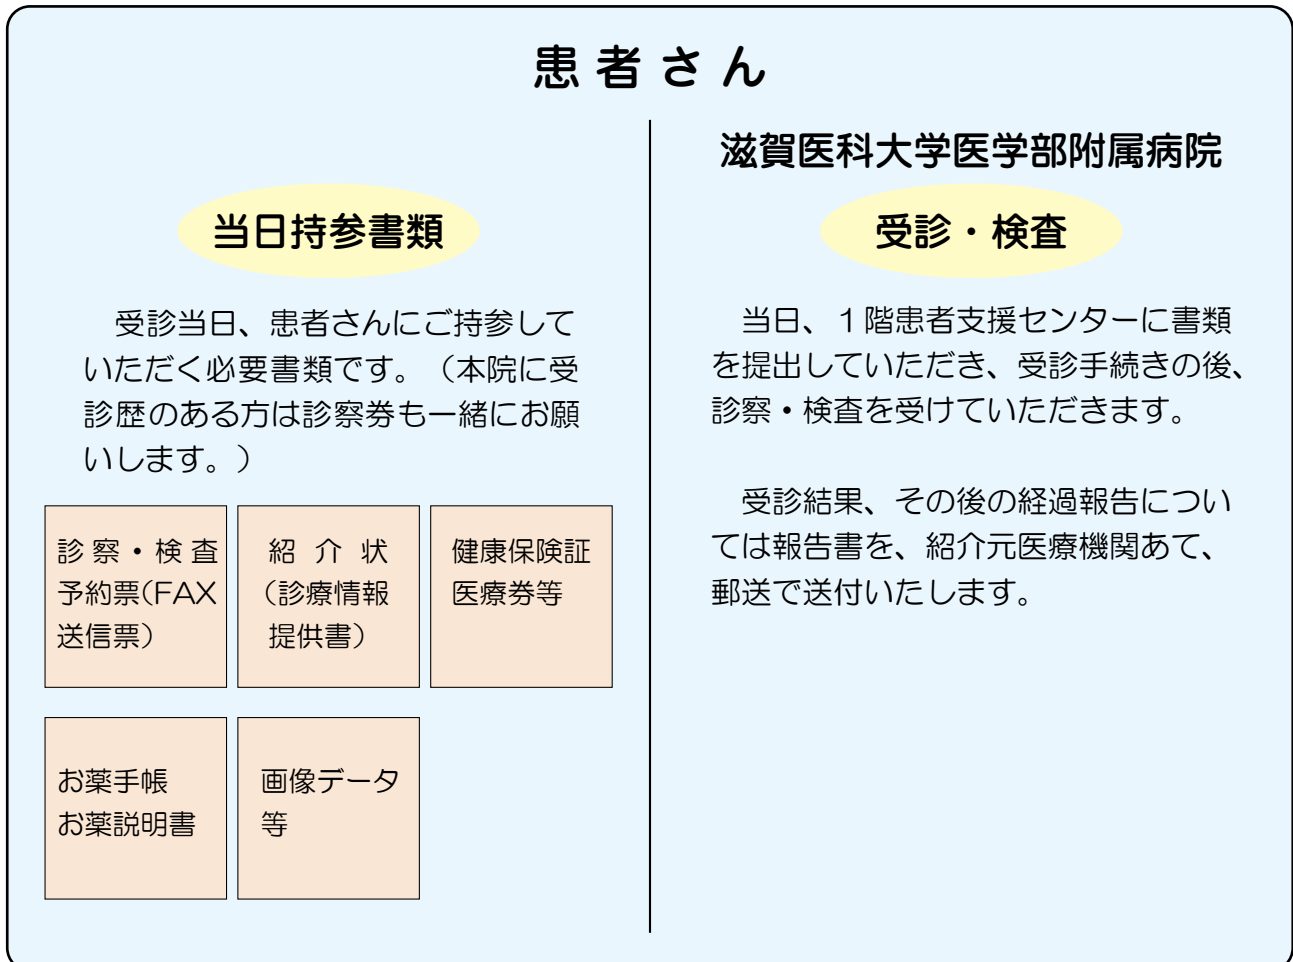 患者さん
当日持参書類
受診当日、患者さんにご持参して
いただく必要書類です。（本院に受
診歴のある方は診察券も一緒にお願
いします。）
診察・検査
予約票(FAX
送信票）
紹介状
（診療情報
提供書）
健康保険証
医療券等
お薬手帳
お薬説明書
画像データ
等
滋賀医科大学医学部附属病院
受診・検査
当日、１階患者支援センターに書類
を提出していただき、受診手続きの後、
診察・検査を受けていただきます。
受診結果、その後の経過報告につい
ては報告書を、紹介元医療機関あて、
郵送で送付いたします。